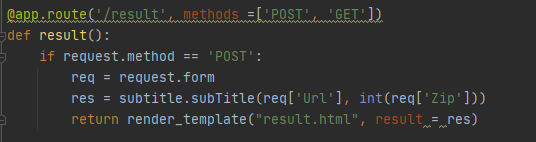 @app.route('/result', methods =['POST', 'GET'])
def result():
    if request.method == 'POST':
        req = request.form
        res = subtitle.subTitle(req['Url'], int(req['Zip']))
        return render_template("result.html", result = res)